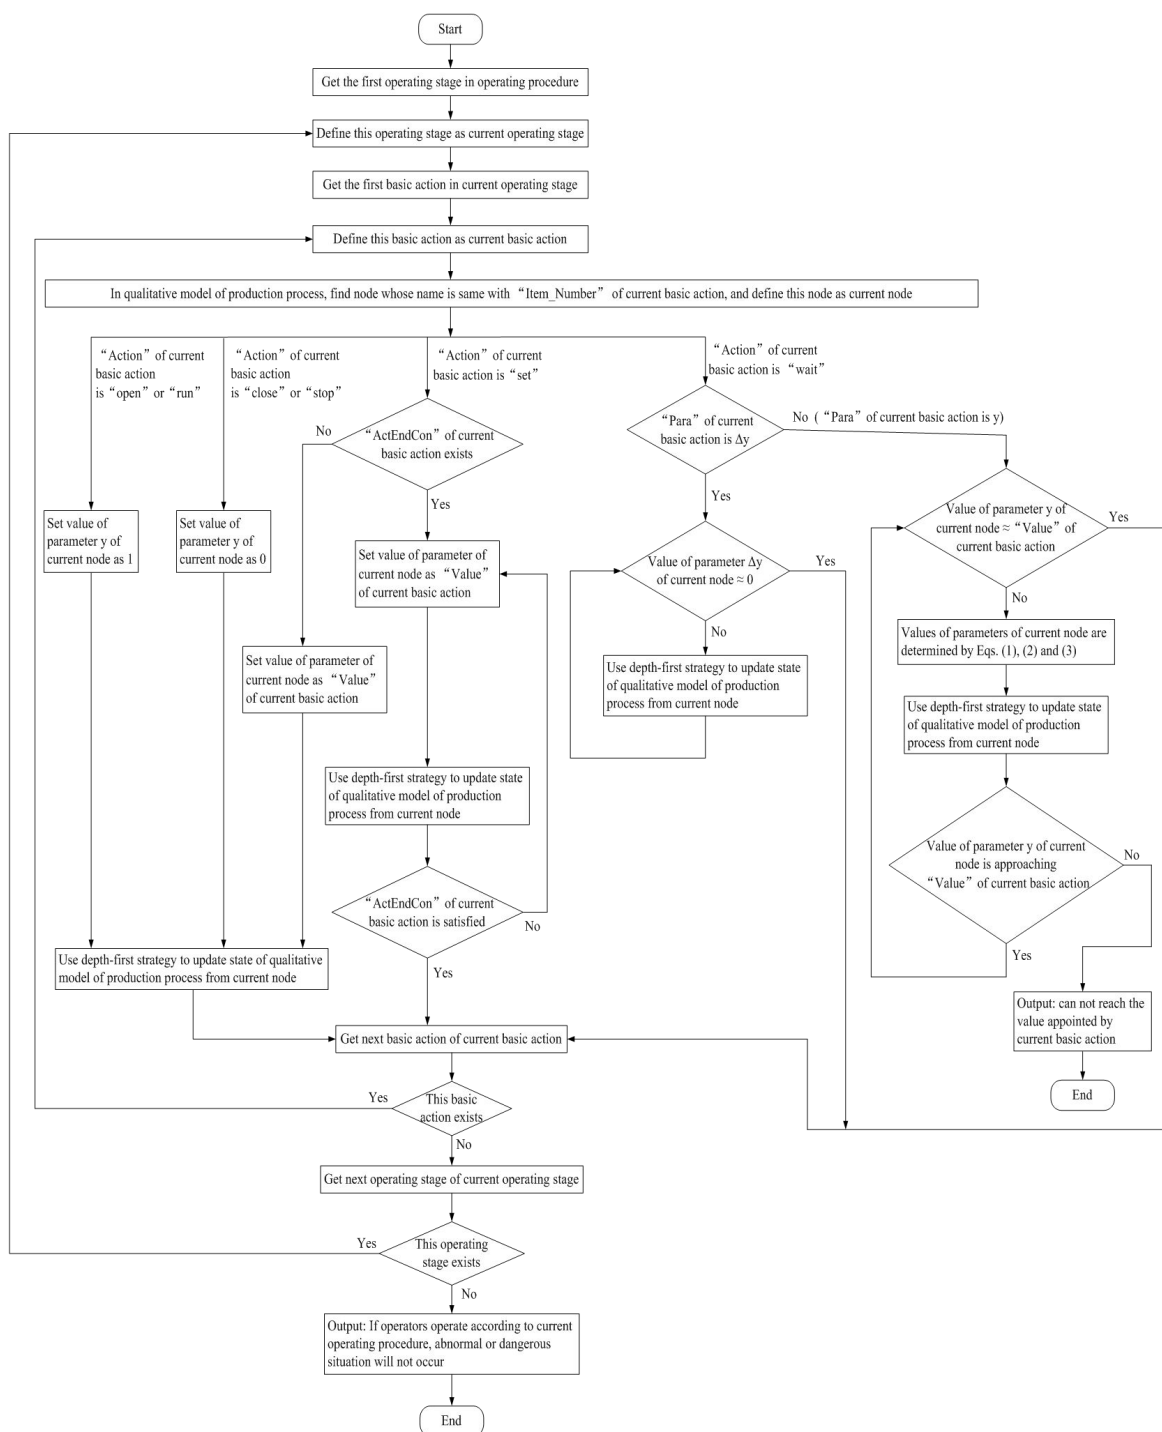 Start
Get the first operating stage in operating procedure
Define this operating stage as current operating stage
Get the first basic action in current operating stage
Define this basic action as current basic action
In qualitative model of production process, find node whose name is same with “Item_Number” of current basic action, and define this node as current node
“Action” of current
basic action
is “open” or “run”
“Action” of current
basic action
is “close” or “stop”
“Action” of current
basic action is “set”
“Action” of current
basic action is “wait”
No
“ActEndCon” of current
basic action exists
Yes
“Para” of current
basic action is Δy
No (“Para” of current basic action is y)
Yes
Set value of
parameter y of
current node as 1
Set value of
parameter y of
current node as 0
Set value of parameter of
current node as “Value”
of current basic action
Value of parameter Δy
of current node ≈ 0
Yes
No
Value of parameter y of
current node ≈ “Value” of
current basic action
Yes
No
Set value of parameter of
current node as “Value”
of current basic action
Use depth-first strategy to update state
of qualitative model of production
process from current node
Values of parameters of current node are
determined by Eqs. (1), (2) and (3)
Use depth-first strategy to update state
of qualitative model of production
process from current node
Use depth-first strategy to update state
of qualitative model of production
process from current node
Value of parameter y of current
node is approaching
“Value” of current basic action
No
Yes
“ActEndCon” of current
basic action is satisfied
No
Yes
Use depth-first strategy to update state of qualitative
model of production process from current node
Output: can not reach the
value appointed by
current basic action
End
Get next basic action of current basic action
Yes
This basic
action exists
No
Get next operating stage of current operating stage
Yes
This operating
stage exists
No
Output: If operators operate according to current
operating procedure, abnormal or dangerous
situation will not occur
End